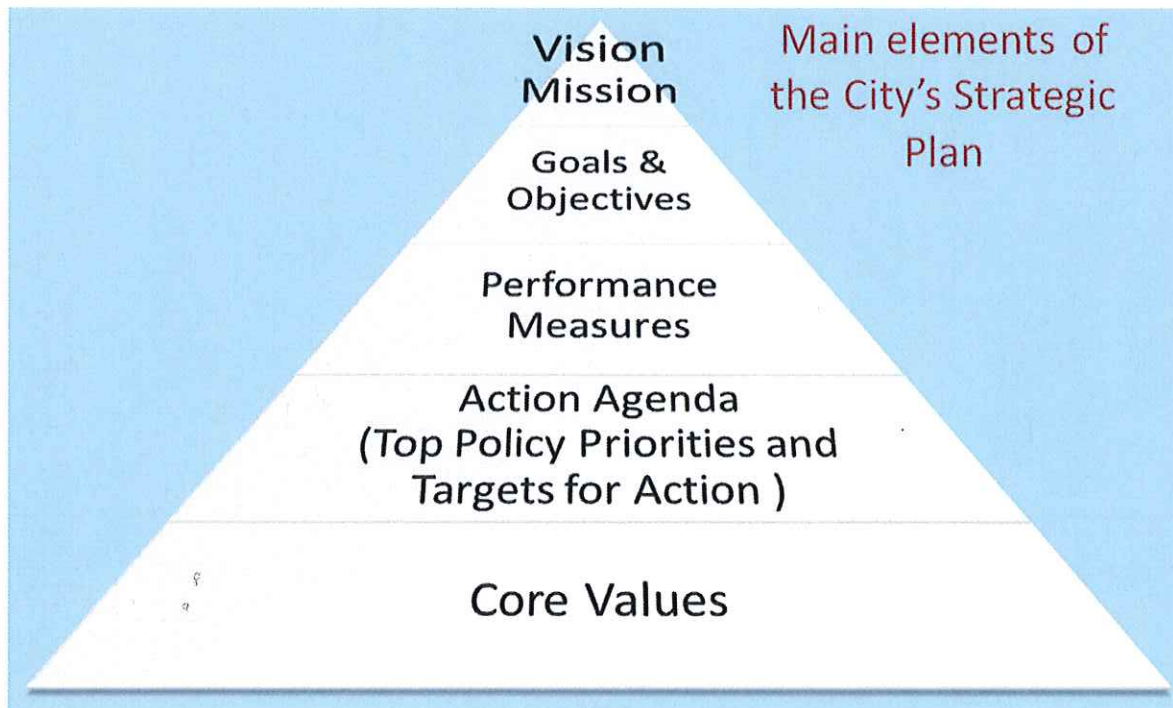 Main elements of
the City's Strategic
Plan
Vision
Mission
Goals &
Objectives
Performance
Measures
Action Agenda
(Top Policy Priorities and
Targets for Action )
Core Values